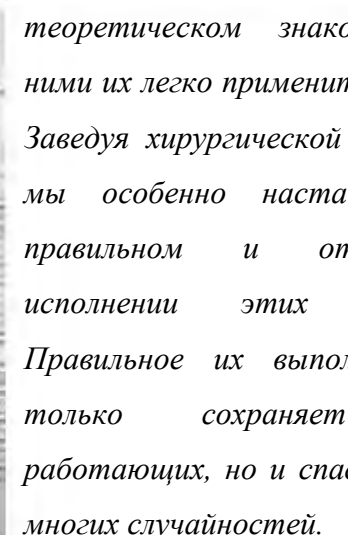 теоретическом знако
ними их легко применит
Заведуя хирургической
мы особенно наста
правильном и от
исполнении этих
Правильное их выпол
только сохраняет
работающих, но и спас
многих случайностей.